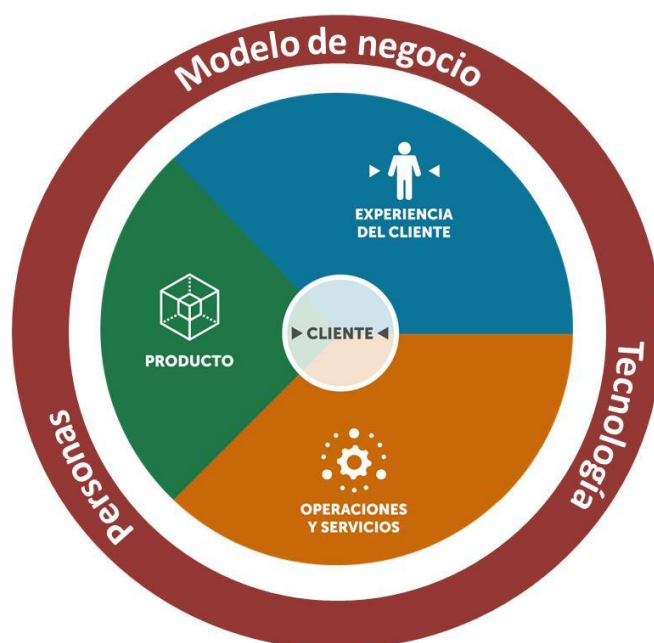 Modelo de negocio
EXPERIENCIA
DEL CLIENTE
PRODUCTO
CLIENTE
OPERACIONES
Y SERVICIOS
Personas
Tecnología